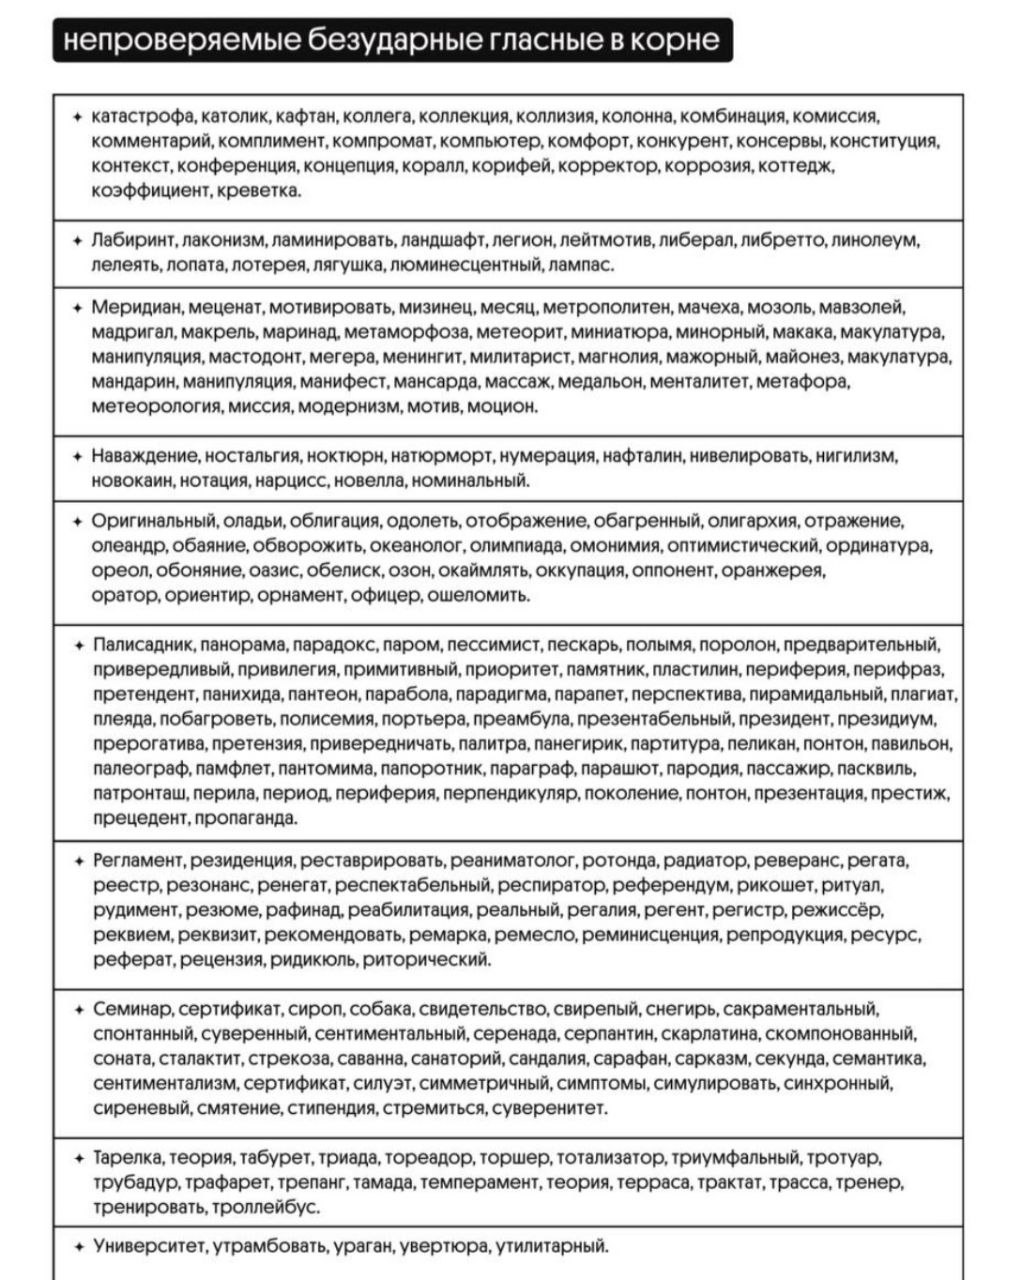 непроверяемые безударные гласные в корне
✦ катастрофа, католик, кафтан, коллега, коллекция, коллизия, колонна, комбинация, комиссия,
комментарий, комплимент, компромат, компьютер, комфорт, конкурент, консервы, конституция,
контекст, конференция, концепция, коралл, корифей, корректор, коррозия, коттедж,
коэффициент, креветка.
✦ Лабиринт, лаконизм, ламинировать, ландшафт, легион, лейтмотив, либерал, либретто, линолеум,
лелеять, лопата, лотерея, лягушка, люминесцентный, лампас.
✦ Меридиан, меценат, мотивировать, мизинец, месяц, метрополитен, мачеха, мозоль, мавзолей,
мадригал, макрель, маринад, метаморфоза, метеорит, миниатюра, минорный, макака, макулатура,
манипуляция, мастодонт, мегера, менингит, милитарист, магнолия, мажорный, майонез, макулатура,
мандарин, манипуляция, манифест, мансарда, массаж, медальон, менталитет, метафора,
метеорология, миссия, модернизм, мотив, моцион.
✦ Наваждение, ностальгия, ноктюрн, натюрморт, нумерация, нафталин, нивелировать, нигилизм,
новокаин, нотация, нарцисс, новелла, номинальный.
✦ Оригинальный, оладьи, облигация, одолеть, отображение, обагренный, олигархия, отражение,
олеандр, обаяние, обворожить, океанолог, олимпиада, омонимия, оптимистический, ординатура,
ореол, обоняние, оазис, обелиск, озон, окаймлять, оккупация, оппонент, оранжерея,
оратор, ориентир, орнамент, офицер, ошеломить.
✦ Палисадник, панорама, парадокс, паром, пессимист, пескарь, полымя, поролон, предварительный,
привередливый, привилегия, примитивный, приоритет, памятник, пластилин, периферия, перифраз,
претендент, панихида, пантеон, парабола, парадигма, парапет, перспектива, пирамидальный, плагиат,
плеяда, побагроветь, полисемия, портьера, преамбула, презентабельный, президент, президиум,
прерогатива, претензия, привередничать, палитра, панегирик, партитура, пеликан, понтон, павильон,
палеограф, памфлет, пантомима, папоротник, параграф, парашют, пародия, пассажир, пасквиль,
патронташ, перила, период, периферия, перпендикуляр, поколение, понтон, презентация, престиж,
прецедент, пропаганда.
✦ Регламент, резиденция, реставрировать, реаниматолог, ротонда, радиатор, реверанс, регата,
реестр, резонанс, ренегат, респектабельный, респиратор, референдум, рикошет, ритуал,
рудимент, резюме, рафинад, реабилитация, реальный, регалия, регент, регистр, режиссёр,
реквием, реквизит, рекомендовать, ремарка, ремесло, реминисценция, репродукция, ресурс,
реферат, рецензия, ридикюль, риторический.
✦ Семинар, сертификат, сироп, собака, свидетельство, свирепый, снегирь, сакраментальный,
спонтанный, суверенный, сентиментальный, серенада, серпантин, скарлатина, скомпонованный,
соната, сталактит, стрекоза, саванна, санаторий, сандалия, сарафан, сарказм, секунда, семантика,
сентиментализм, сертификат, силуэт, симметричный, симптомы, симулировать, синхронный,
сиреневый, смятение, стипендия, стремиться, суверенитет.
✦ Тарелка, теория, табурет, триада, тореадор, торшер, тотализатор, триумфальный, тротуар,
трубадур, трафарет, трепанг, тамада, темперамент, теория, терраса, трактат, трасса, тренер,
тренировать, троллейбус.
✦ Университет, утрамбовать, ураган, увертюра, утилитарный.